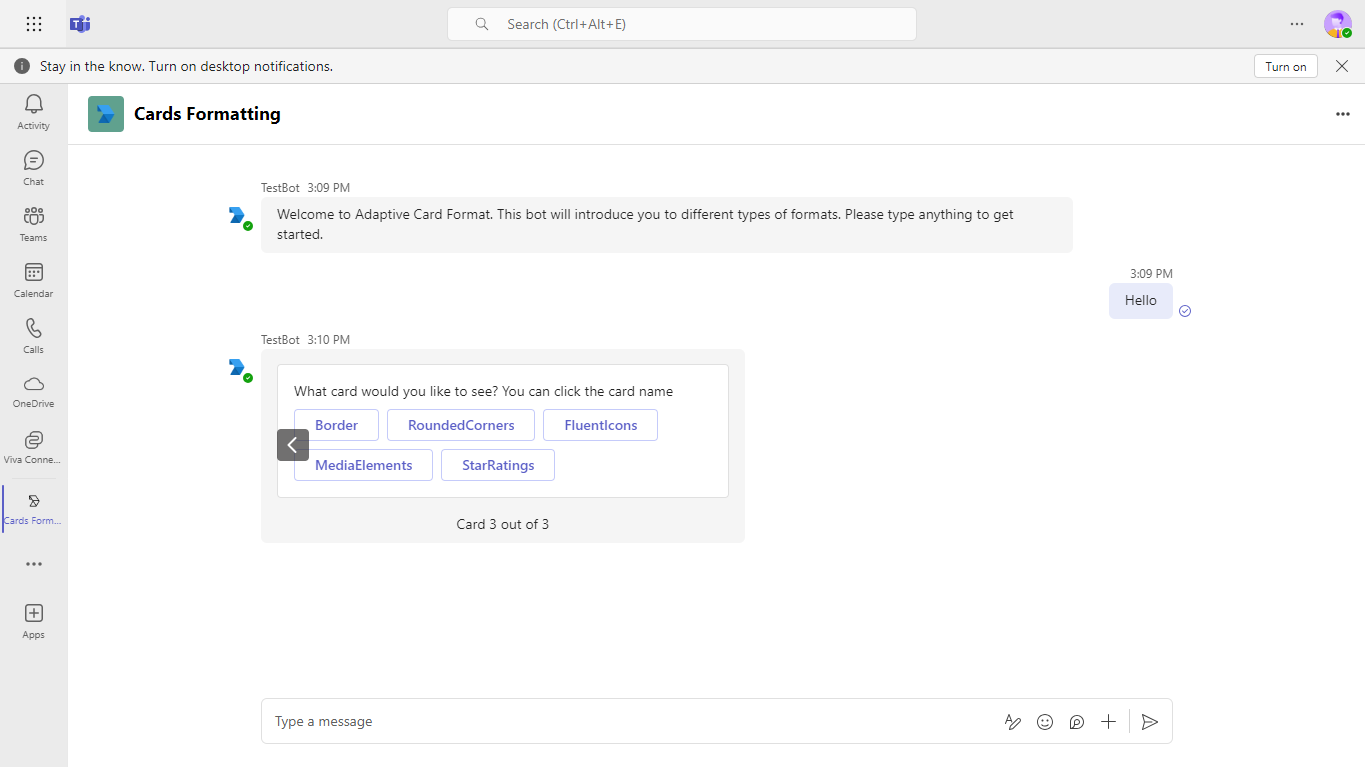 Search (Ctrl+Alt+E)
Stay in the know. Turn on desktop notifications.
Turn on
Activity
Chat
Teams
Calendar
Calls
OneDrive
Viva Conne...
Cards Form...
Apps
Cards Formatting
TestBot 3:09 PM
Welcome to Adaptive Card Format. This bot will introduce you to different types of formats. Please type anything to get
started.
3:09 PM
Hello
TestBot 3:10 PM
What card would you like to see? You can click the card name
Border RoundedCorners FluentIcons
MediaElements StarRatings
Card 3 out of 3
Type a message